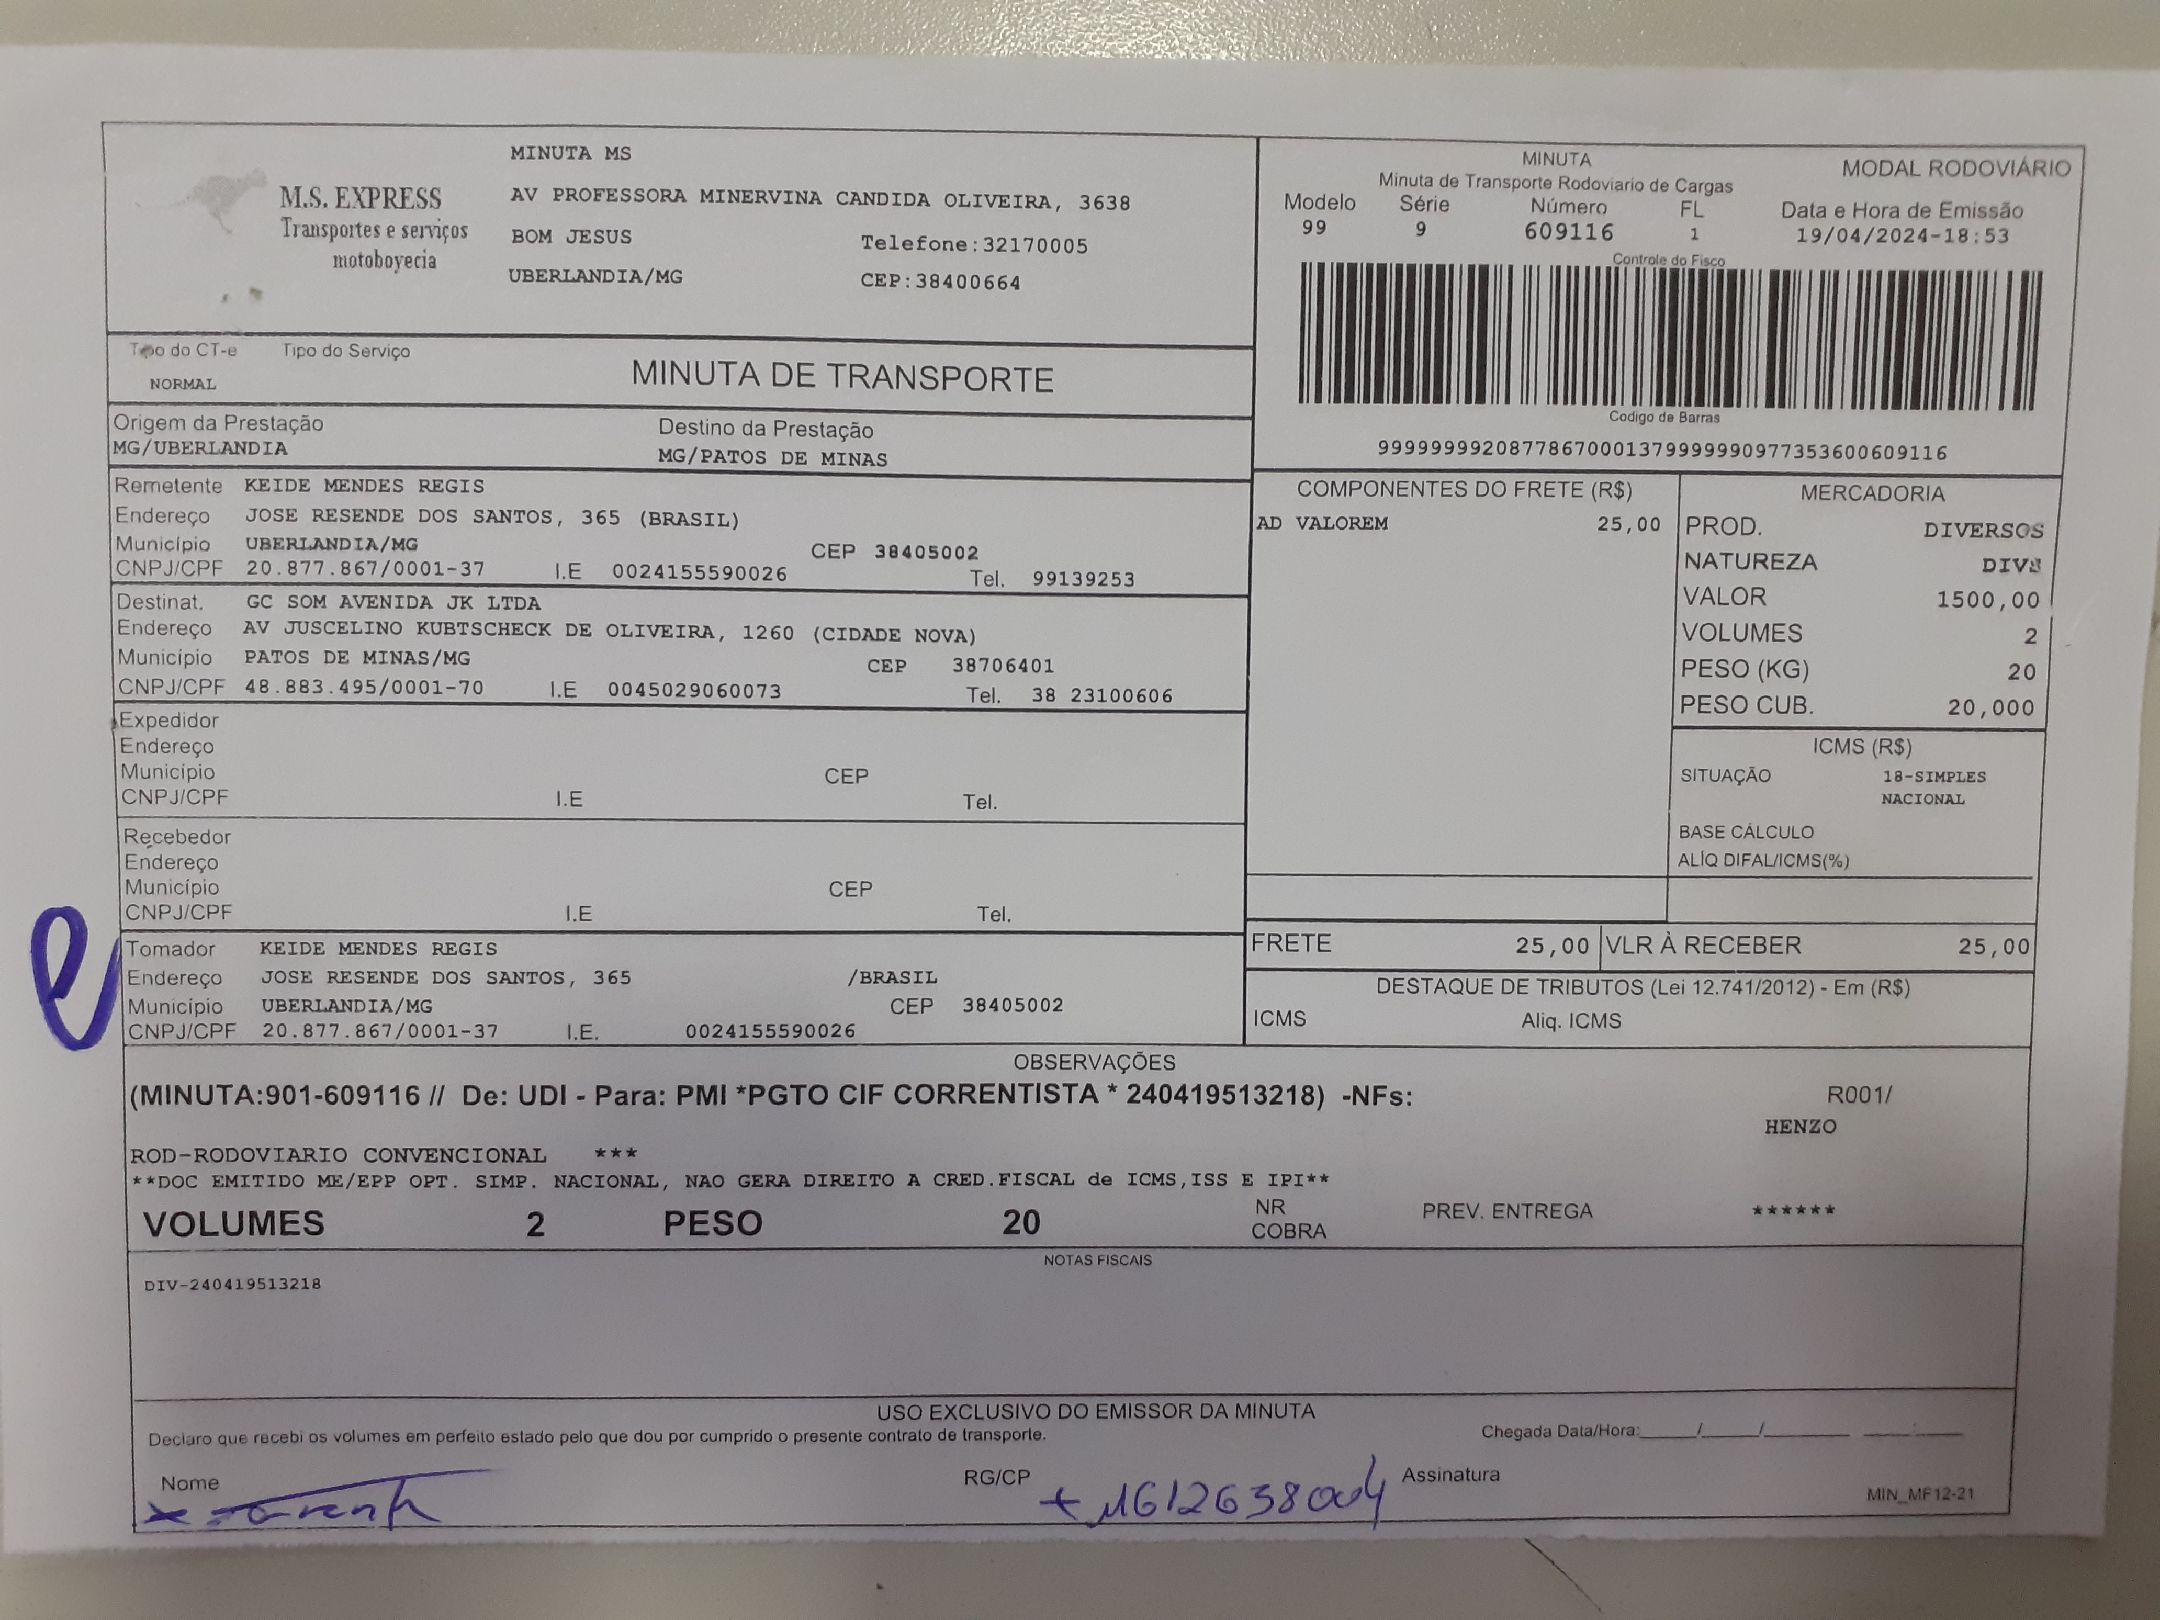 M.S. EXPRESS
Transportes e serviços
motoboyecia
MINUTA MS
AV PROFESSORA MINERVINA CANDIDA OLIVEIRA, 3638
BOM JESUS Telefone:32170005
UBERLANDIA/MG CEP:38400664
MINUTA MODAL RODOVIÁRIO
Minuta de Transporte Rodoviario de Cargas
Modelo Série Número FL Data e Hora de Emissão
99 9 609116 1 19/04/2024-18:53
Controle do Fisco
Codigo de Barras
Tipo do CT-e Tipo do Serviço
NORMAL
MINUTA DE TRANSPORTE
Origem da Prestação Destino da Prestação
MG/UBERLANDIA MG/PATOS DE MINAS
Remetente KEIDE MENDES REGIS
Endereço JOSE RESENDE DOS SANTOS, 365 (BRASIL)
Município UBERLANDIA/MG CEP 38405002
CNPJ/CPF 20.877.867/0001-37 I.E 0024155590026 Tel. 99139253
Destinat. GC SOM AVENIDA JK LTDA
Endereço AV JUSCELINO KUBTSCHECK DE OLIVEIRA, 1260 (CIDADE NOVA)
Município PATOS DE MINAS/MG CEP 38706401
CNPJ/CPF 48.883.495/0001-70 I.E 0045029060073 Tel. 38 23100606
Expedidor
Endereço
Município CEP
CNPJ/CPF I.E Tel.
Recebedor
Endereço
Município CEP
CNPJ/CPF I.E Tel.
Tomador KEIDE MENDES REGIS
Endereço JOSE RESENDE DOS SANTOS, 365 /BRASIL
Município UBERLANDIA/MG CEP 38405002
CNPJ/CPF 20.877.867/0001-37 I.E. 0024155590026
COMPONENTES DO FRETE (R$)
AD VALOREM 25,00
MERCADORIA
PROD. DIVERSOS
NATUREZA DIVS
VALOR 1500,00
VOLUMES 2
PESO (KG) 20
PESO CUB. 20,000
ICMS (R$)
SITUAÇÃO 18-SIMPLES
NACIONAL
BASE CÁLCULO
ALÍQ DIFAL/ICMS(%)
FRETE 25,00 VLR À RECEBER 25,00
DESTAQUE DE TRIBUTOS (Lei 12.741/2012) - Em (R$)
ICMS Aliq. ICMS
OBSERVAÇÕES
(MINUTA:901-609116 // De: UDI - Para: PMI *PGTO CIF CORRENTISTA * 240419513218) -NFs: R001/
HENZO
ROD-RODOVIARIO CONVENCIONAL ***
**DOC EMITIDO ME/EPP OPT. SIMP. NACIONAL, NAO GERA DIREITO A CRED.FISCAL de ICMS,ISS E IPI**
VOLUMES 2 PESO 20 NR COBRA PREV. ENTREGA ******
NOTAS FISCAIS
DIV-240419513218
USO EXCLUSIVO DO EMISSOR DA MINUTA
Declaro que recebi os volumes em perfeito estado pelo que dou por cumprido o presente contrato de transporte. Chegada Data/Hora:____/____/____ ___:___
Nome RG/CP Assinatura
MIN_MF12-21